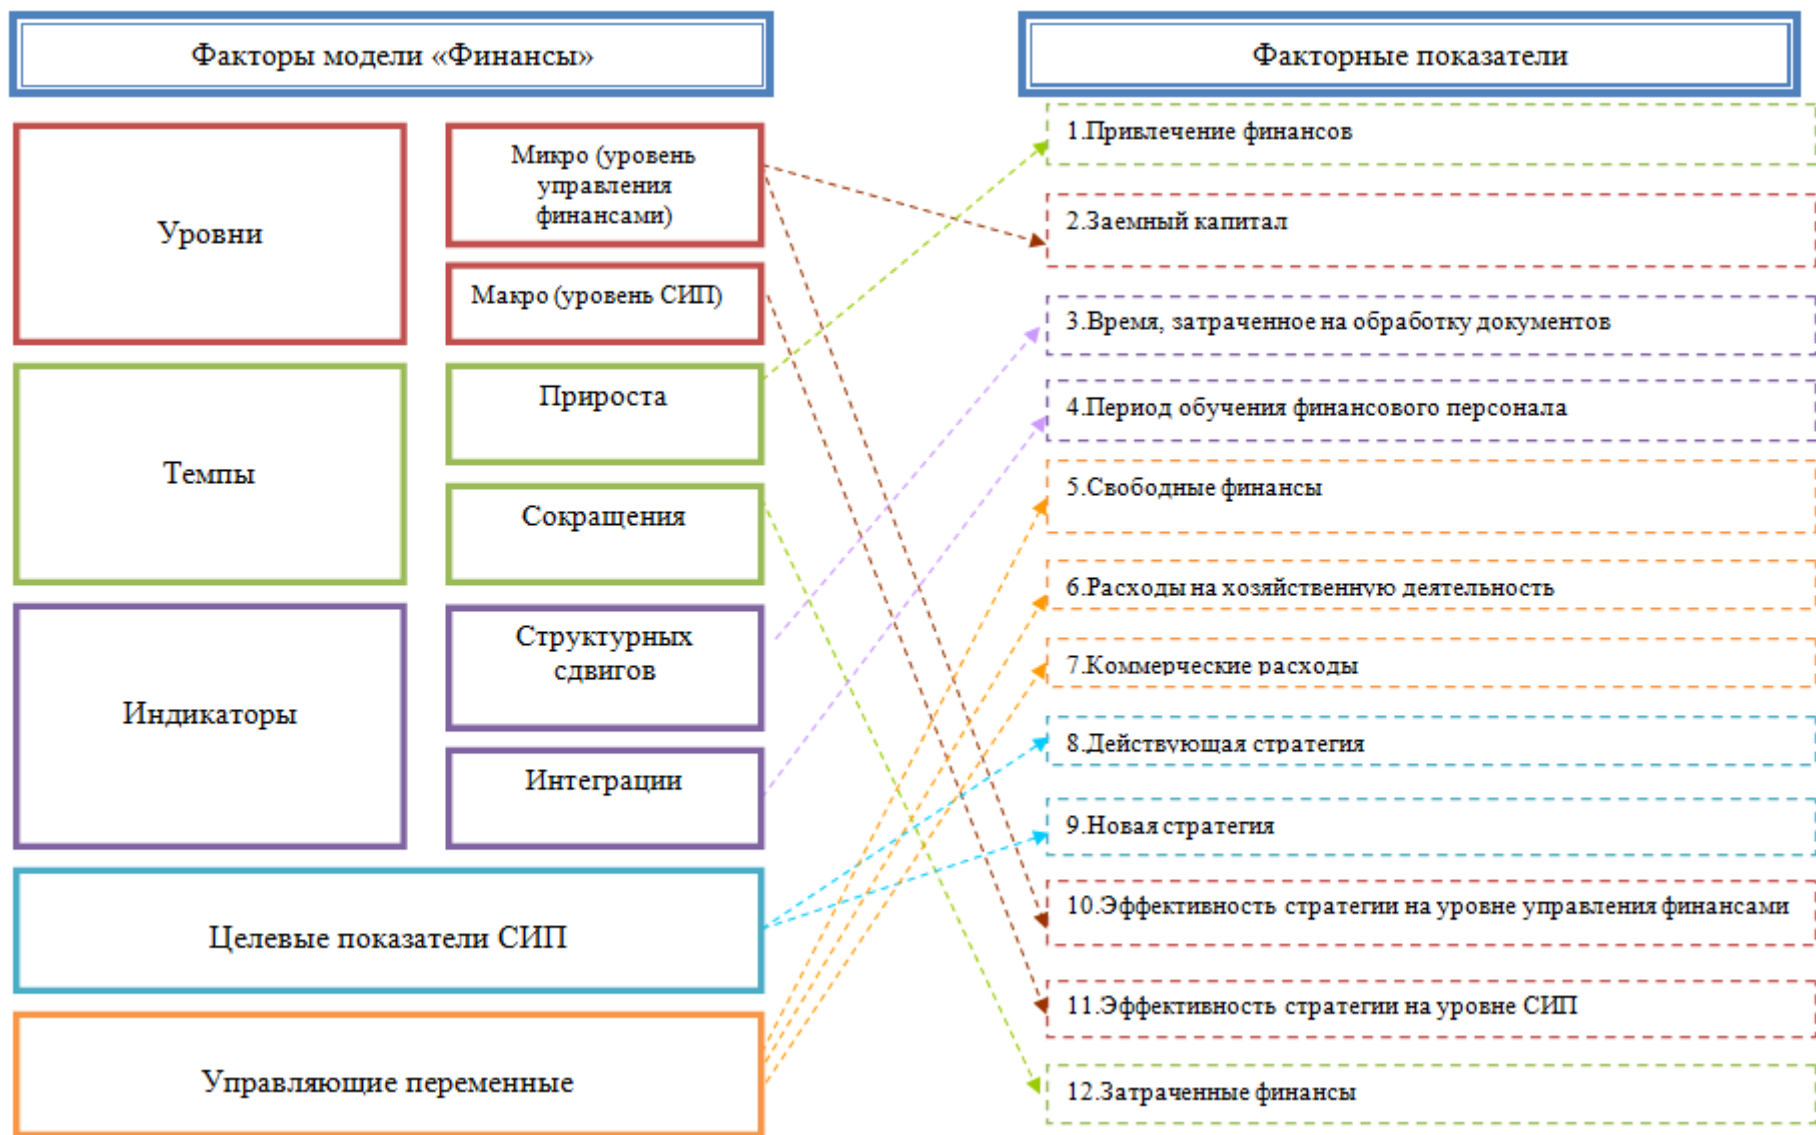 Факторы модели «Финансы»
Факторные показатели
Уровни
Микро (уровень
управления
финансами)
Макро (уровень СИП)
Темпы
Прироста
Сокращения
Индикаторы
Структурных
сдвигов
Интеграции
Целевые показатели СИП
Управляющие переменные
1.Привлечение финансов
2.Заемный капитал
3.Время, затраченное на обработку документов
4.Период обучения финансового персонала
5.Свободные финансы
6.Расходы на хозяйственную деятельность
7.Коммерческие расходы
8.Действующая стратегия
9.Новая стратегия
10.Эффективность стратегии на уровне управления финансами
11.Эффективность стратегии на уровне СИП
12.Затраченные финансы